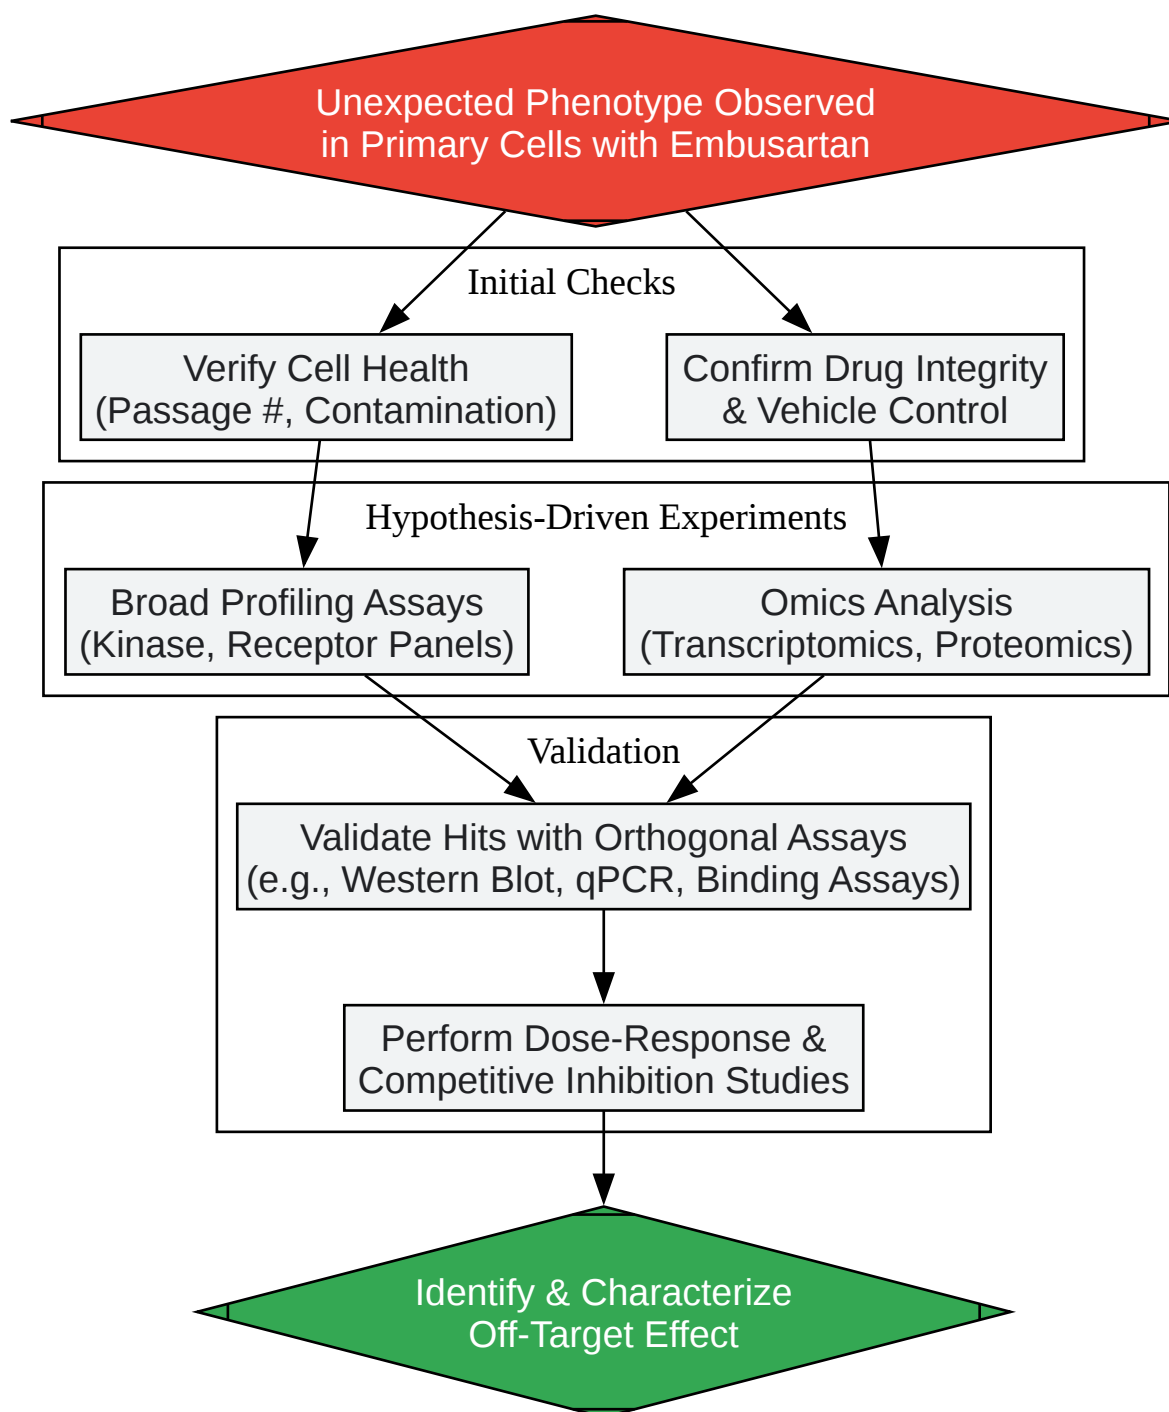 Unexpected Phenotype Observed
in Primary Cells with Embusartan
Initial Checks
Verify Cell Health
(Passage #, Contamination)
Confirm Drug Integrity
& Vehicle Control
Hypothesis-Driven Experiments
Broad Profiling Assays
(Kinase, Receptor Panels)
Omics Analysis
(Transcriptomics, Proteomics)
Validation
Validate Hits with Orthogonal Assays
(e.g., Western Blot, qPCR, Binding Assays)
Perform Dose-Response &
Competitive Inhibition Studies
Identify & Characterize
Off-Target Effect